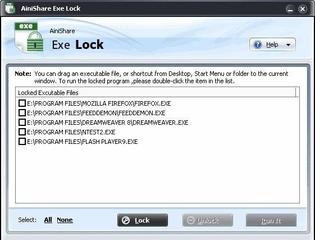 AiniShare Exe Lock
exe
AiniShare
Exe Lock
Help
Note: You can drag an executable file, or shortcut from Desktop, Start Menu or folder to the current
window. To run the locked program ,please double-click the item in the list.
Locked Excutable Files
E:\PROGRAM FILES\MOZILLA FIREFOX\FIREFOX.EXE
E:\PROGRAM FILES\FEEDDEMON\FEEDDEMON.EXE
E:\PROGRAM FILES\DREAMWEAVER 8\DREAMWEAVER.EXE
E:\PROGRAM FILES\NTEST2.EXE
E:\PROGRAM FILES\FLASH PLAYER9.EXE
Select: All None Lock Unlock Run It